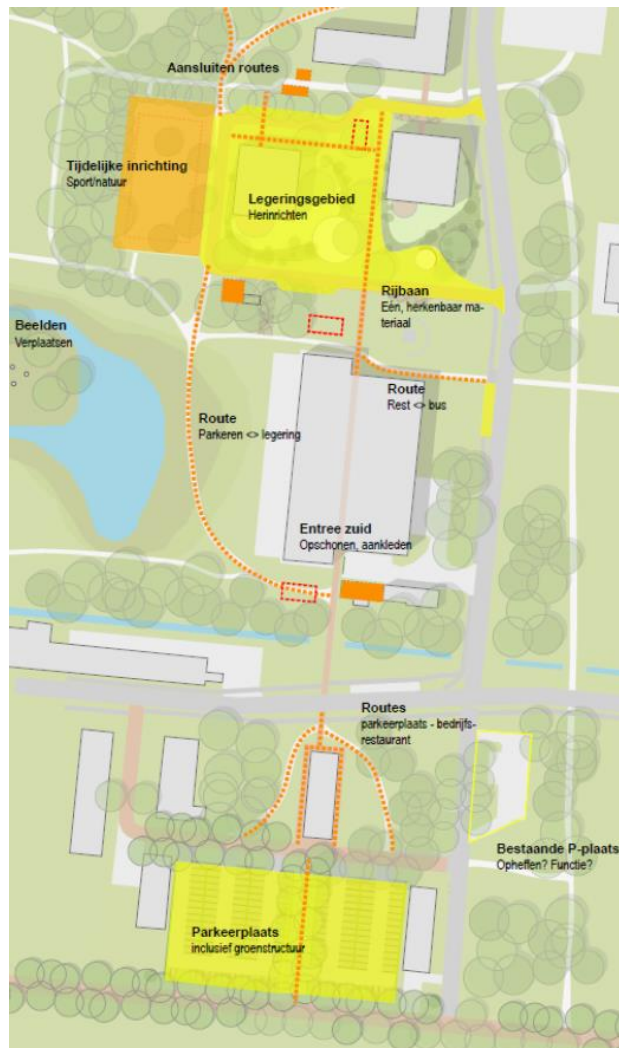 Aansluiten routes
Tijdelijke inrichting
Sport/natuur
Legeringsgebied
Herinrichten
Rijbaan
Eén, herkenbaar ma-
teriaal
Beelden
Verplaatsen
Route
Rest <> bus
Route
Parkeren <> legering
Entree zuid
Opschonen, aankleden
Routes
parkeerplaats - bedrijfs-
restaurant
Bestaande P-plaats
Opheffen? Functie?
Parkeerplaats
inclusief groenstructuur